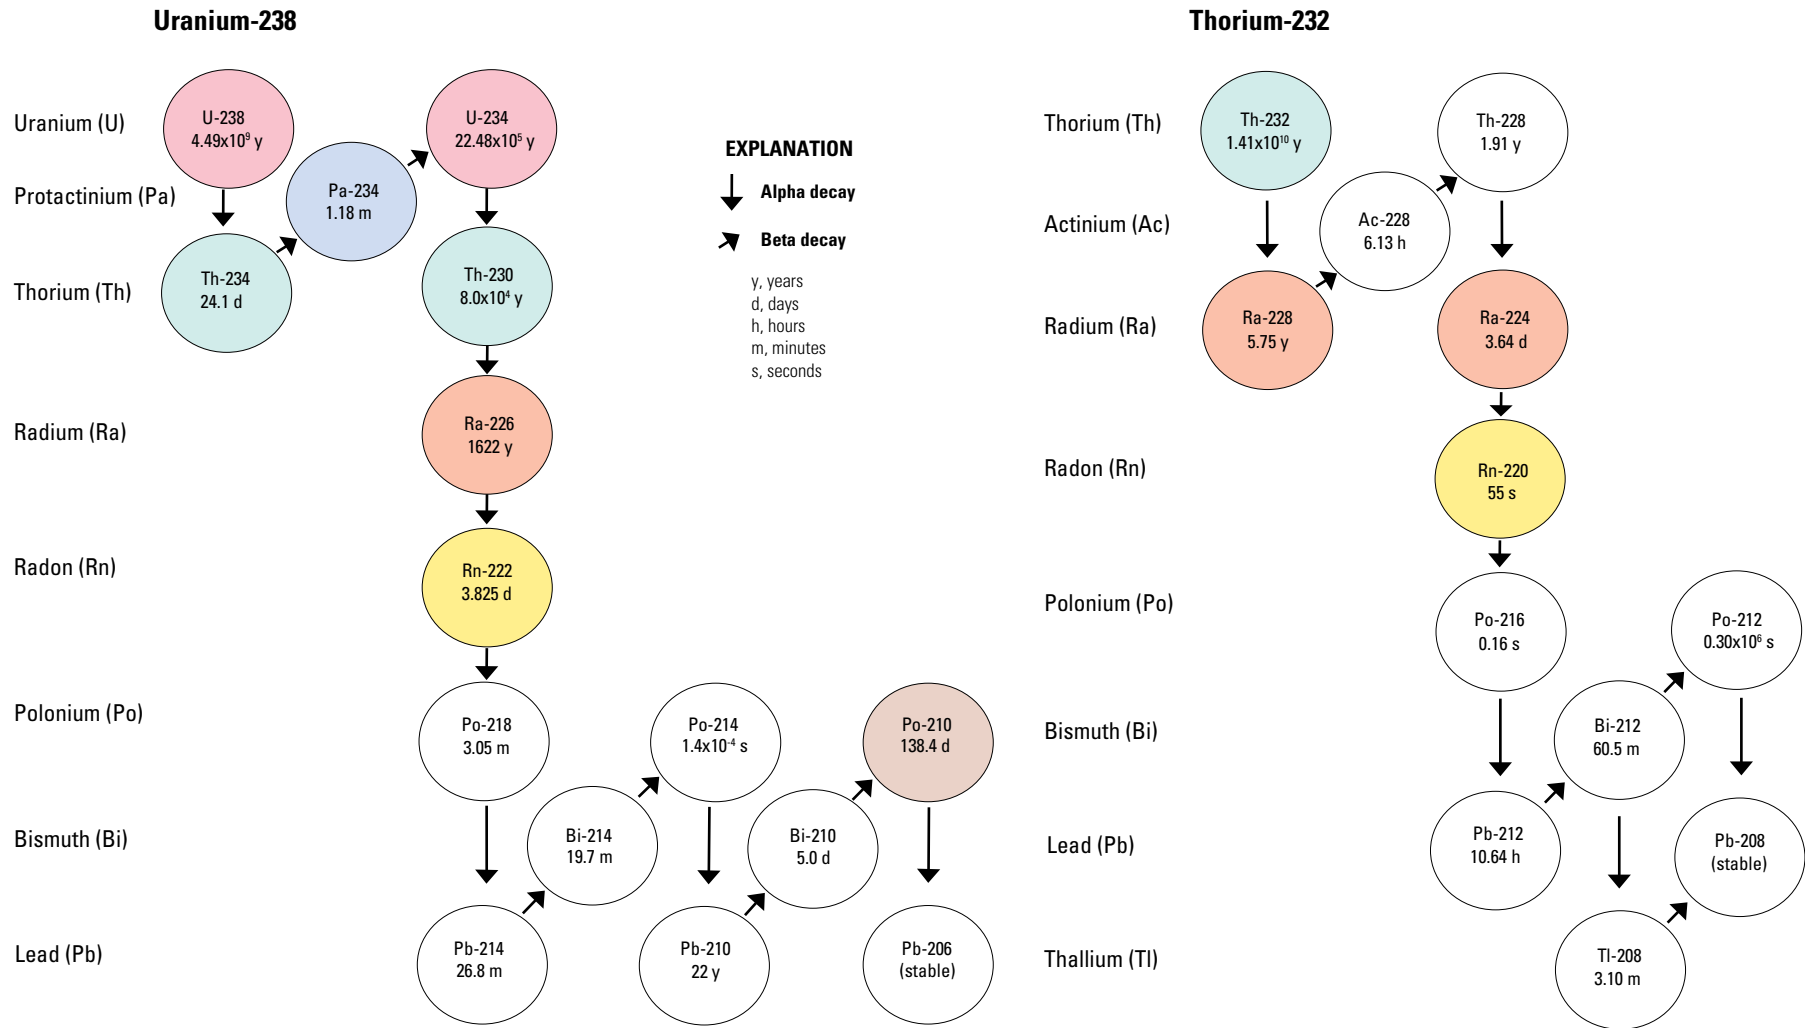 Uranium-238
Uranium (U)
Protactinium (Pa)
Thorium (Th)
Radium (Ra)
Radon (Rn)
Polonium (Po)
Bismuth (Bi)
Lead (Pb)
U-238
4.49x10⁹ y
U-234
22.48x10⁵ y
Pa-234
1.18 m
Th-234
24.1 d
Th-230
8.0x10⁴ y
Ra-226
1622 y
Rn-222
3.825 d
Po-218
3.05 m
Po-214
1.4x10⁻⁴ s
Po-210
138.4 d
Bi-214
19.7 m
Bi-210
5.0 d
Pb-214
26.8 m
Pb-210
22 y
Pb-206
(stable)
EXPLANATION
Alpha decay
Beta decay
y, years
d, days
h, hours
m, minutes
s, seconds
Thorium-232
Thorium (Th)
Actinium (Ac)
Radium (Ra)
Radon (Rn)
Polonium (Po)
Bismuth (Bi)
Lead (Pb)
Thallium (Tl)
Th-232
1.41x10¹⁰ y
Th-228
1.91 y
Ac-228
6.13 h
Ra-228
5.75 y
Ra-224
3.64 d
Rn-220
55 s
Po-216
0.16 s
Po-212
0.30x10⁶ s
Bi-212
60.5 m
Pb-212
10.64 h
Pb-208
(stable)
Tl-208
3.10 m